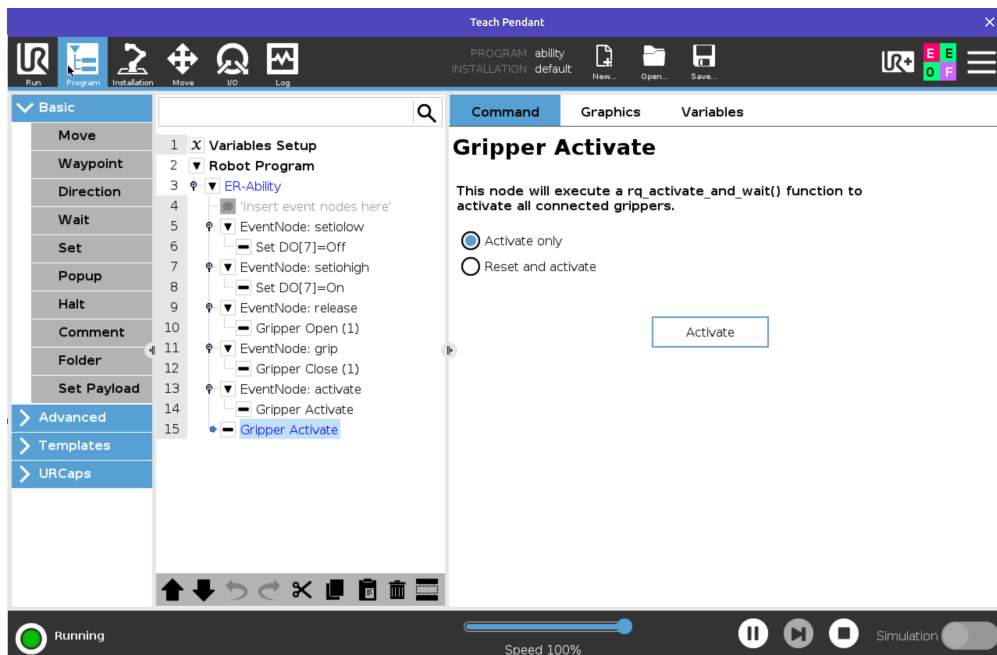 Teach Pendant
UR
Run
Program
Installation
Move
I/O
Log
PROGRAM ability
INSTALLATION default
New...
Open...
Save...
UR+
E E
O F
Basic
Move
Waypoint
Direction
Wait
Set
Popup
Halt
Comment
Folder
Set Payload
Advanced
Templates
URCaps
1 X Variables Setup
2 Robot Program
3 ER-Ability
4 'Insert event nodes here'
5 EventNode: setiolow
6 Set DO[7]=Off
7 EventNode: setiohigh
8 Set DO[7]=On
9 EventNode: release
10 Gripper Open (1)
11 EventNode: grip
12 Gripper Close (1)
13 EventNode: activate
14 Gripper Activate
15 Gripper Activate
Command Graphics Variables
Gripper Activate
This node will execute a rq_activate_and_wait() function to
activate all connected grippers.
Activate only
Reset and activate
Activate
Running
Speed 100%
Simulation